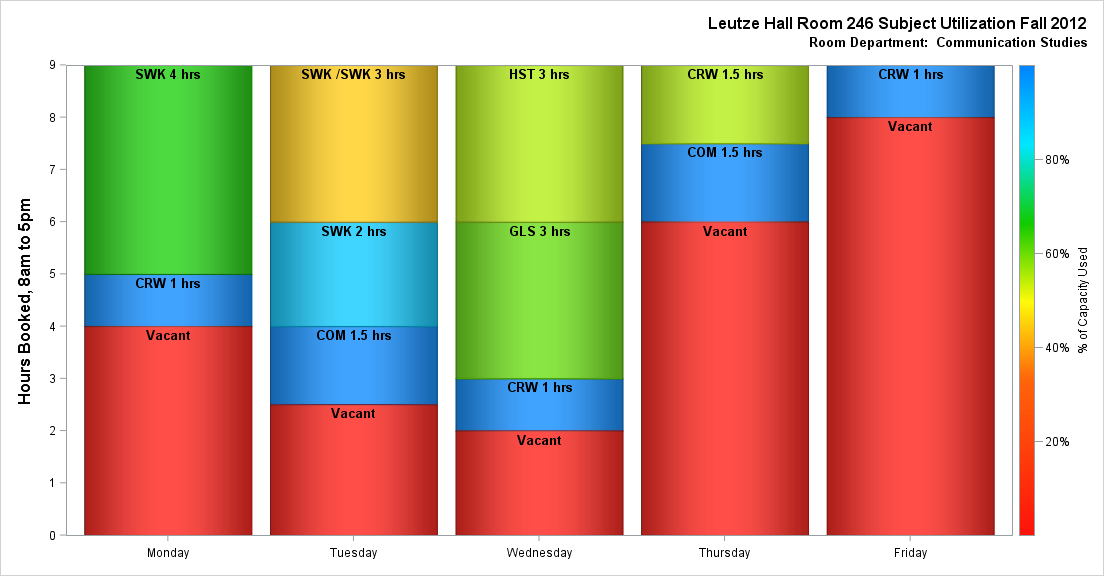 Leutze Hall Room 246 Subject Utilization Fall 2012
Room Department: Communication Studies
Hours Booked, 8am to 5pm
9
8
7
6
5
4
3
2
1
0
SWK 4 hrs
CRW 1 hrs
Vacant
SWK /SWK 3 hrs
SWK 2 hrs
COM 1.5 hrs
Vacant
HST 3 hrs
GLS 3 hrs
CRW 1 hrs
Vacant
CRW 1.5 hrs
COM 1.5 hrs
Vacant
CRW 1 hrs
Vacant
Monday
Tuesday
Wednesday
Thursday
Friday
80%
60%
40%
20%
% of Capacity Used